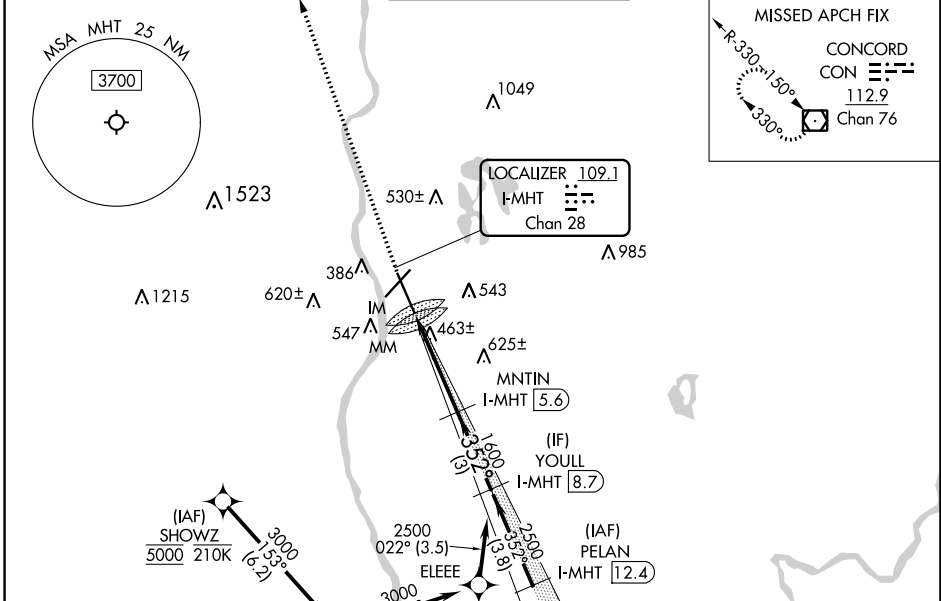 MSA MHT 25 NM
3700
MISSED APCH FIX
R-330
150°
330°
CONCORD
CON
112.9
Chan 76
1049
1523
530±
LOCALIZER 109.1
I-MHT
Chan 28
985
386
1215
620±
543
IM
547
463±
MM
625±
MNTIN
I-MHT 5.6
1600
352°
(3)
(IF)
YOULL
I-MHT 8.7
(IAF)
SHOWZ
5000 210K
3000
153°
(6.2)
2500
022° (3.5)
ELEEE
3000
2500
352°
(3.8)
(IAF)
PELAN
I-MHT 12.4